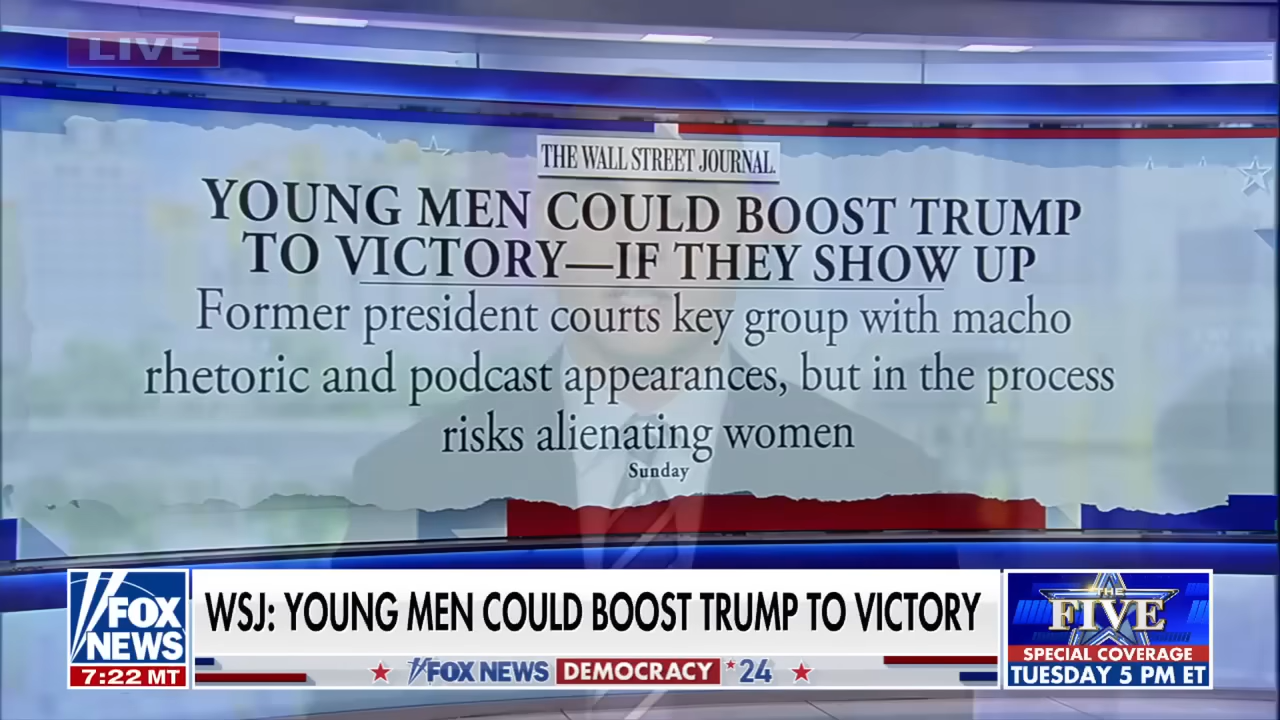 LIVE
THE WALL STREET JOURNAL.
YOUNG MEN COULD BOOST TRUMP
TO VICTORY—IF THEY SHOW UP
Former president courts key group with macho
rhetoric and podcast appearances, but in the process
risks alienating women
Sunday
FOX
NEWS
7:22 MT
WSJ: YOUNG MEN COULD BOOST TRUMP TO VICTORY
FOX NEWS DEMOCRACY '24
THE
FIVE
SPECIAL COVERAGE
TUESDAY 5 PM ET